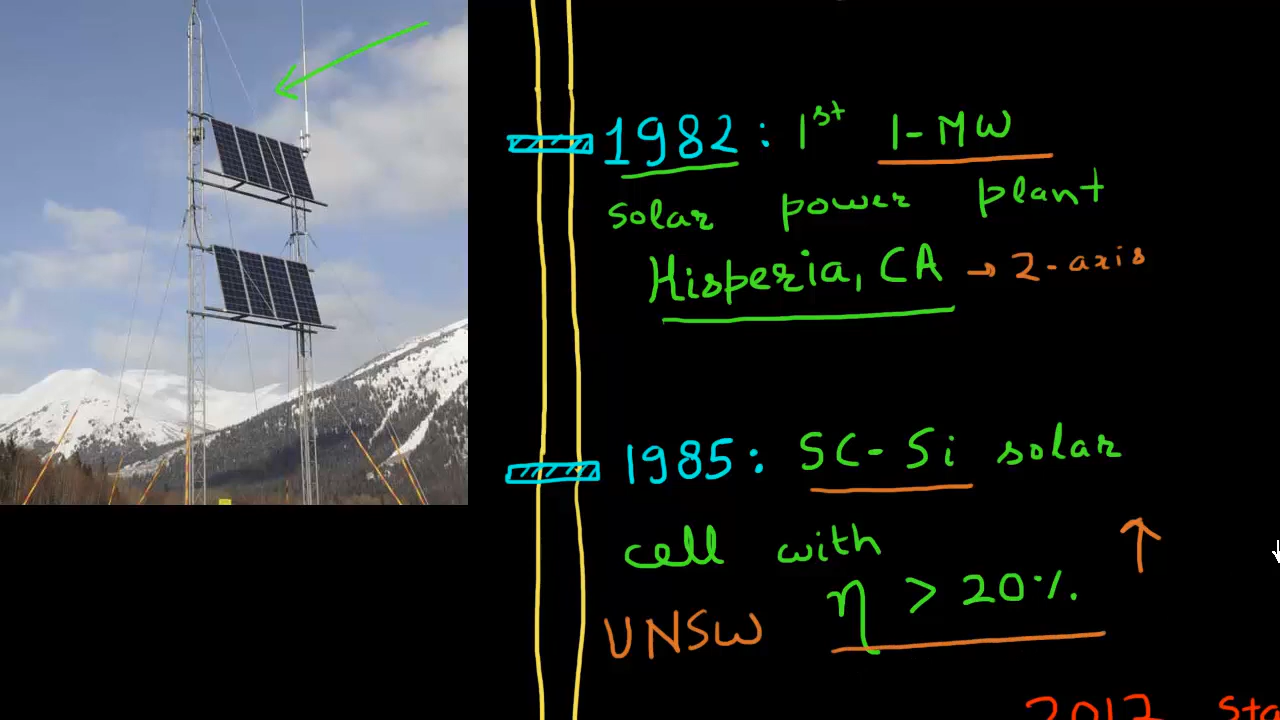 1982: 1st 1-MW
solar power plant
Hisperia, CA → 2-axis
1985: SC-Si solar
cell with ↑
η > 20%.
UNSW
2017